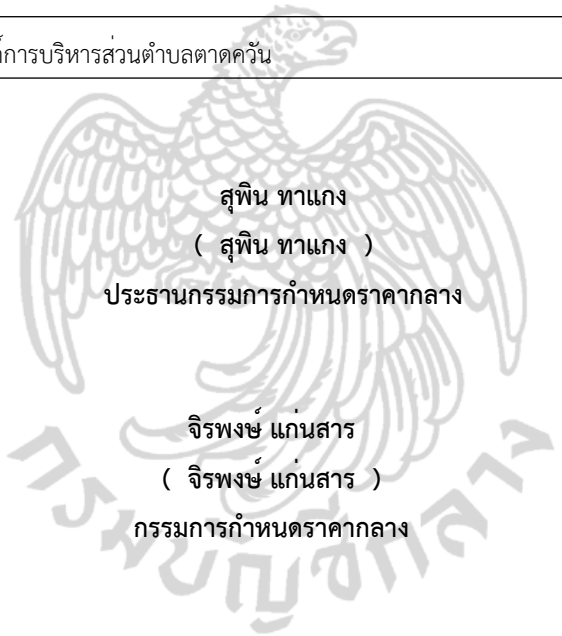 การบริหารส่วนตำบลตาดควัน
สุพิน ทาแกง
( สุพิน ทาแกง )
ประธานกรรมการกำหนดราคากลาง
จิรพงษ์ แก่นสาร
( จิรพงษ์ แก่นสาร )
กรรมการกำหนดราคากลาง
กรมบัญชีกลาง